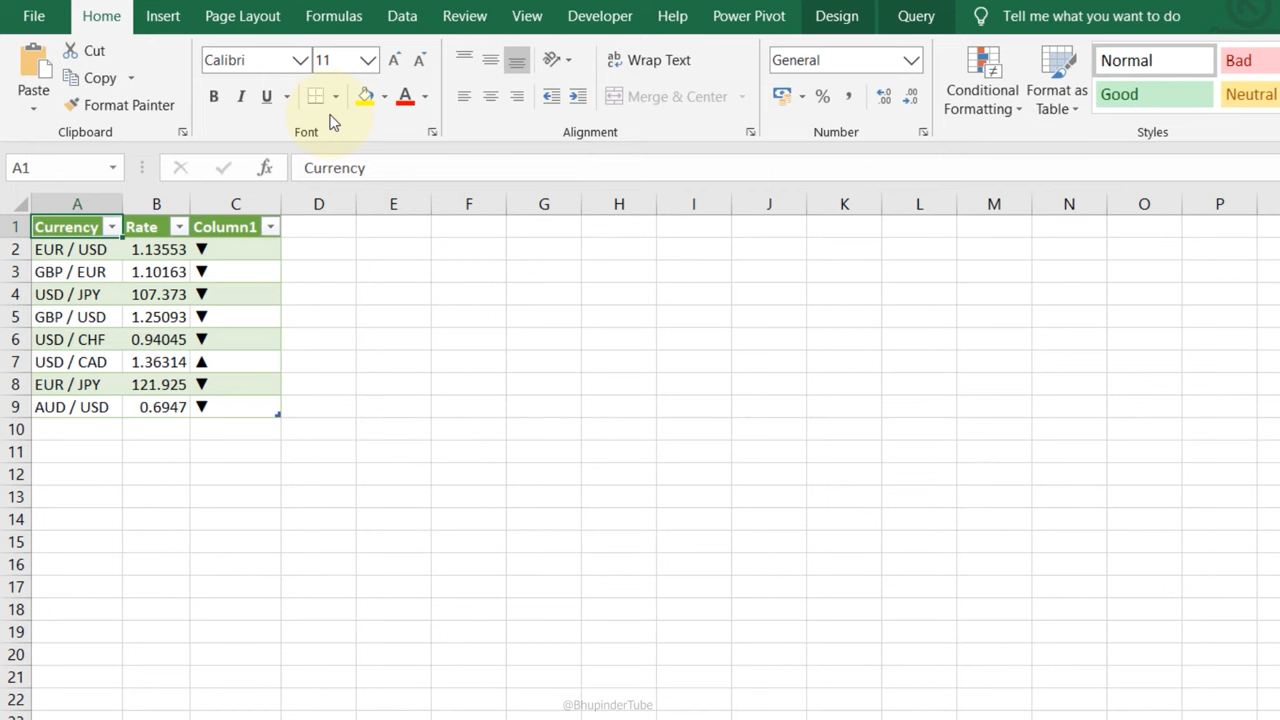 File Home Insert Page Layout Formulas Data Review View Developer Help Power Pivot Design Query Tell me what you want to do
Paste Cut Copy Format Painter
Clipboard
Calibri 11 A A
B I U A
Font
ab Wrap Text
Merge & Center
Alignment
General
% , .00
Number
Conditional Formatting Format as Table
Normal Bad
Good Neutral
Styles
A1 fx Currency
A B C D E F G H I J K L M N O P
1 Currency Rate Column1
2 EUR / USD 1.13553 ▼
3 GBP / EUR 1.10163 ▼
4 USD / JPY 107.373 ▼
5 GBP / USD 1.25093 ▼
6 USD / CHF 0.94045 ▼
7 USD / CAD 1.36314 ▲
8 EUR / JPY 121.925 ▼
9 AUD / USD 0.6947 ▼
10
11
12
13
14
15
16
17
18
19
20
21
22
@BhupinderTube